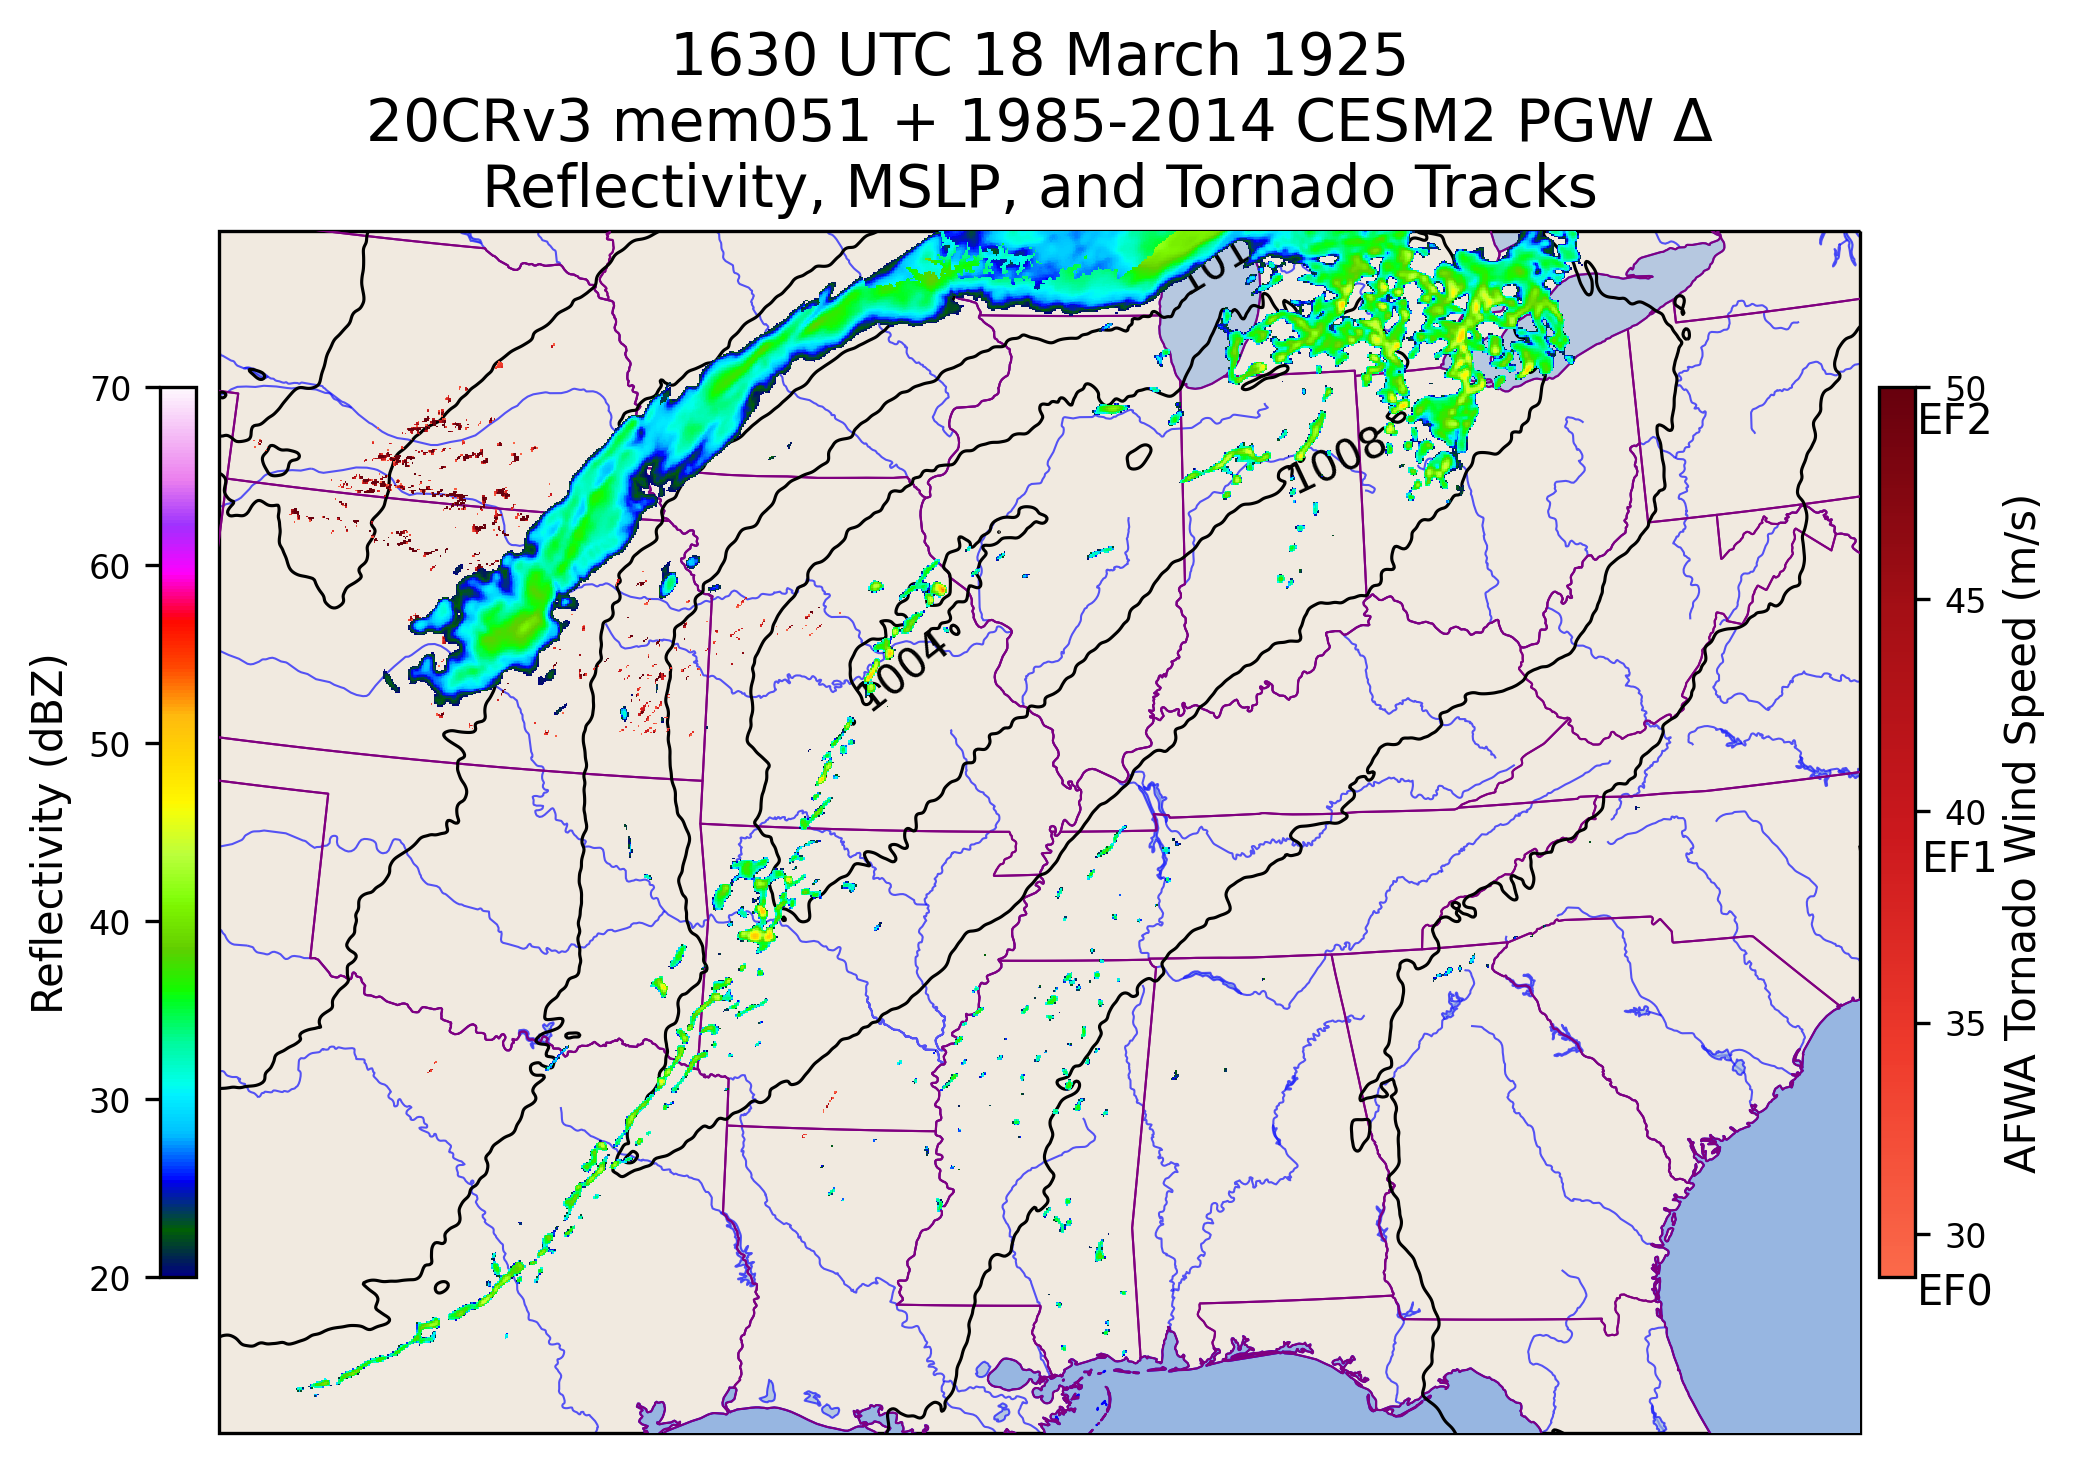 1630 UTC 18 March 1925
20CRv3 mem051 + 1985-2014 CESM2 PGW Δ
Reflectivity, MSLP, and Tornado Tracks
70
60
50
40
30
20
Reflectivity (dBZ)
101
1008
1004
50
EF2
45
40
EF1
35
30
EF0
AFWA Tornado Wind Speed (m/s)